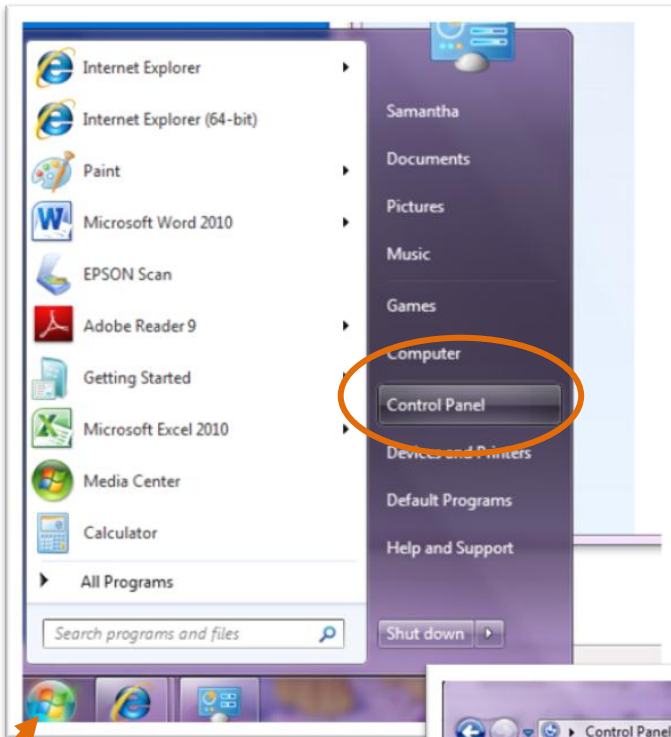 Internet Explorer
Internet Explorer (64-bit)
Paint
Microsoft Word 2010
EPSON Scan
Adobe Reader 9
Getting Started
Microsoft Excel 2010
Media Center
Calculator
All Programs
Search programs and files
Samantha
Documents
Pictures
Music
Games
Computer
Control Panel
Devices and Printers
Default Programs
Help and Support
Shut down
Control Panel